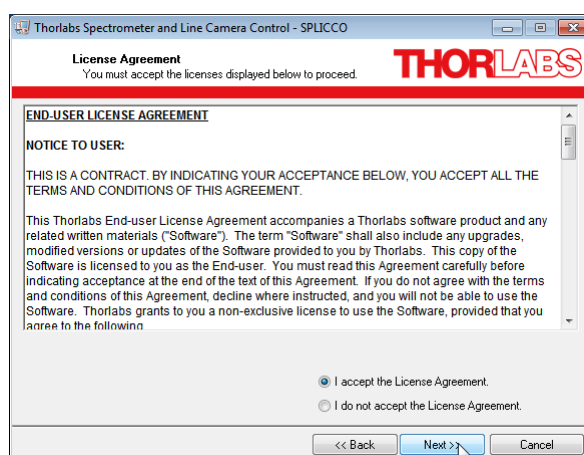 Thorlabs Spectrometer and Line Camera Control - SPLICCO
License Agreement
You must accept the licenses displayed below to proceed.
THORLABS
END-USER LICENSE AGREEMENT
NOTICE TO USER:
THIS IS A CONTRACT. BY INDICATING YOUR ACCEPTANCE BELOW, YOU ACCEPT ALL THE
TERMS AND CONDITIONS OF THIS AGREEMENT.
This Thorlabs End-user License Agreement accompanies a Thorlabs software product and any
related written materials ("Software"). The term "Software" shall also include any upgrades,
modified versions or updates of the Software provided to you by Thorlabs. This copy of the
Software is licensed to you as the End-user. You must read this Agreement carefully before
indicating acceptance at the end of the text of this Agreement. If you do not agree with the terms
and conditions of this Agreement, decline where instructed, and you will not be able to use the
Software. Thorlabs grants to you a non-exclusive license to use the Software, provided that you
agree to the following
I accept the License Agreement.
I do not accept the License Agreement.
<< Back
Next >>
Cancel